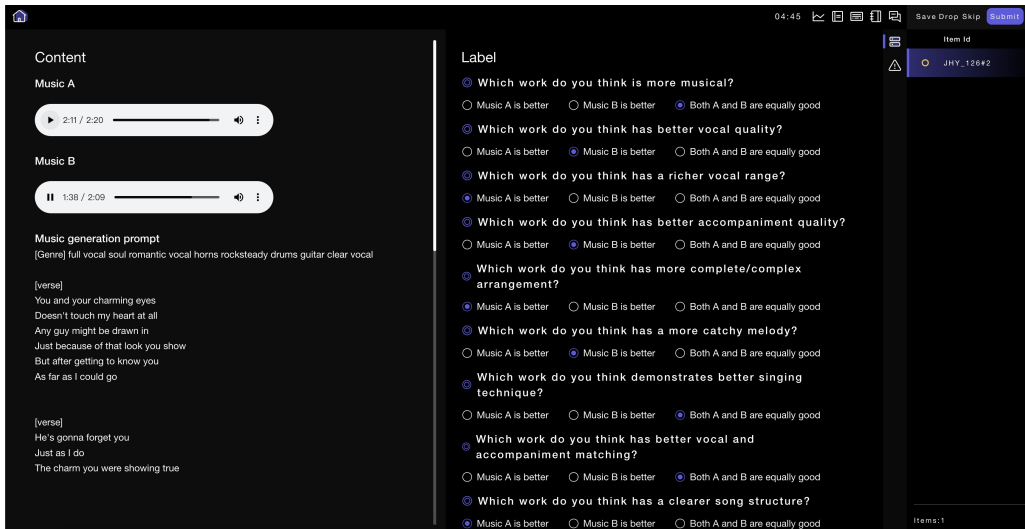 04:45
Save Drop Skip Submit
Item Id
JHY_126#2
Items:1
Content
Music A
2:11 / 2:20
Music B
1:38 / 2:09
Music generation prompt
[Genre] full vocal soul romantic vocal horns rocksteady drums guitar clear vocal
[verse]
You and your charming eyes
Doesn't touch my heart at all
Any guy might be drawn in
Just because of that look you show
But after getting to know you
As far as I could go
[verse]
He's gonna forget you
Just as I do
The charm you were showing true
Label
Which work do you think is more musical?
Music A is better Music B is better Both A and B are equally good
Which work do you think has better vocal quality?
Music A is better Music B is better Both A and B are equally good
Which work do you think has a richer vocal range?
Music A is better Music B is better Both A and B are equally good
Which work do you think has better accompaniment quality?
Music A is better Music B is better Both A and B are equally good
Which work do you think has more complete/complex
arrangement?
Music A is better Music B is better Both A and B are equally good
Which work do you think has a more catchy melody?
Music A is better Music B is better Both A and B are equally good
Which work do you think demonstrates better singing
technique?
Music A is better Music B is better Both A and B are equally good
Which work do you think has better vocal and
accompaniment matching?
Music A is better Music B is better Both A and B are equally good
Which work do you think has a clearer song structure?
Music A is better Music B is better Both A and B are equally good